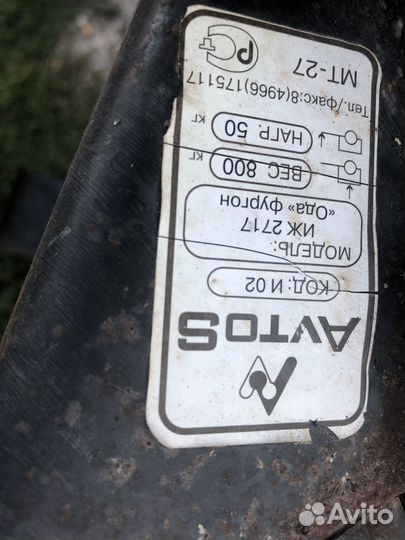 AvtoS
КОД: И 02
МОДЕЛЬ:
ИЖ 2717
«Ода» фургон
ВЕС 800 кг
НАГР 50 кг
Тел./факс:8(4966)175117
РС
МТ-27
Avito